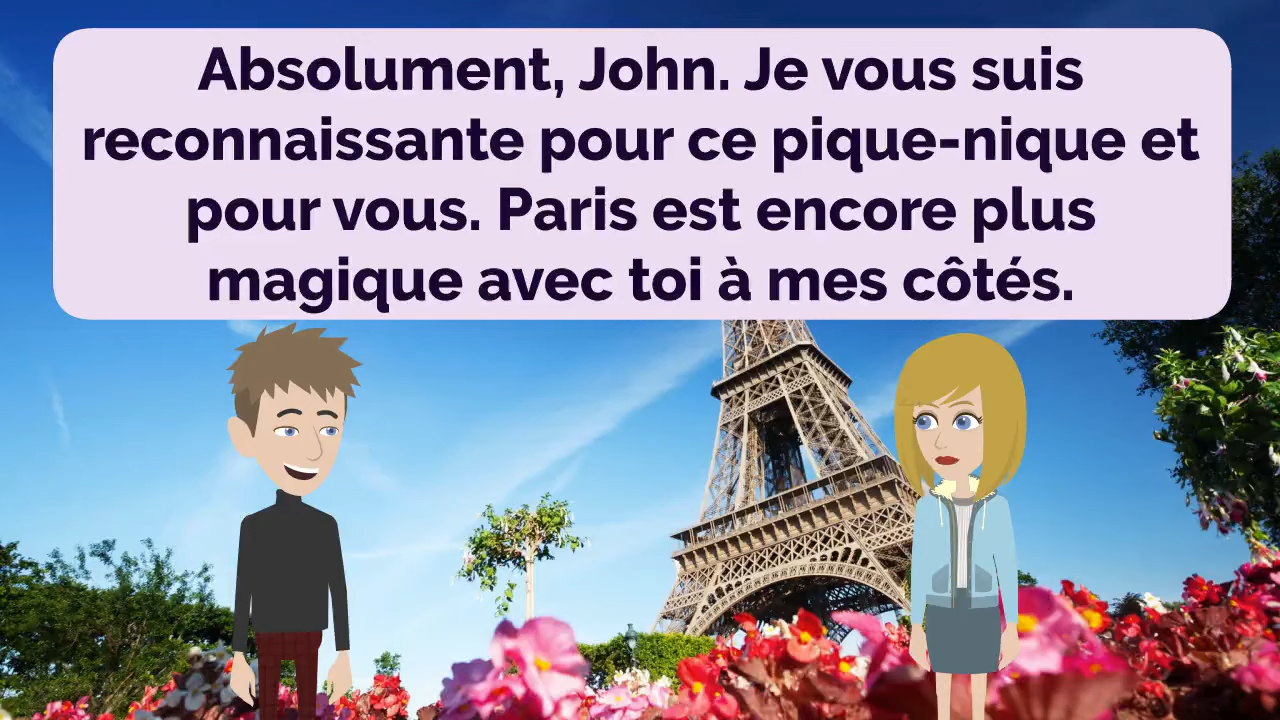 Absolument, John. Je vous suis
reconnaissante pour ce pique-nique et
pour vous. Paris est encore plus
magique avec toi à mes côtés.